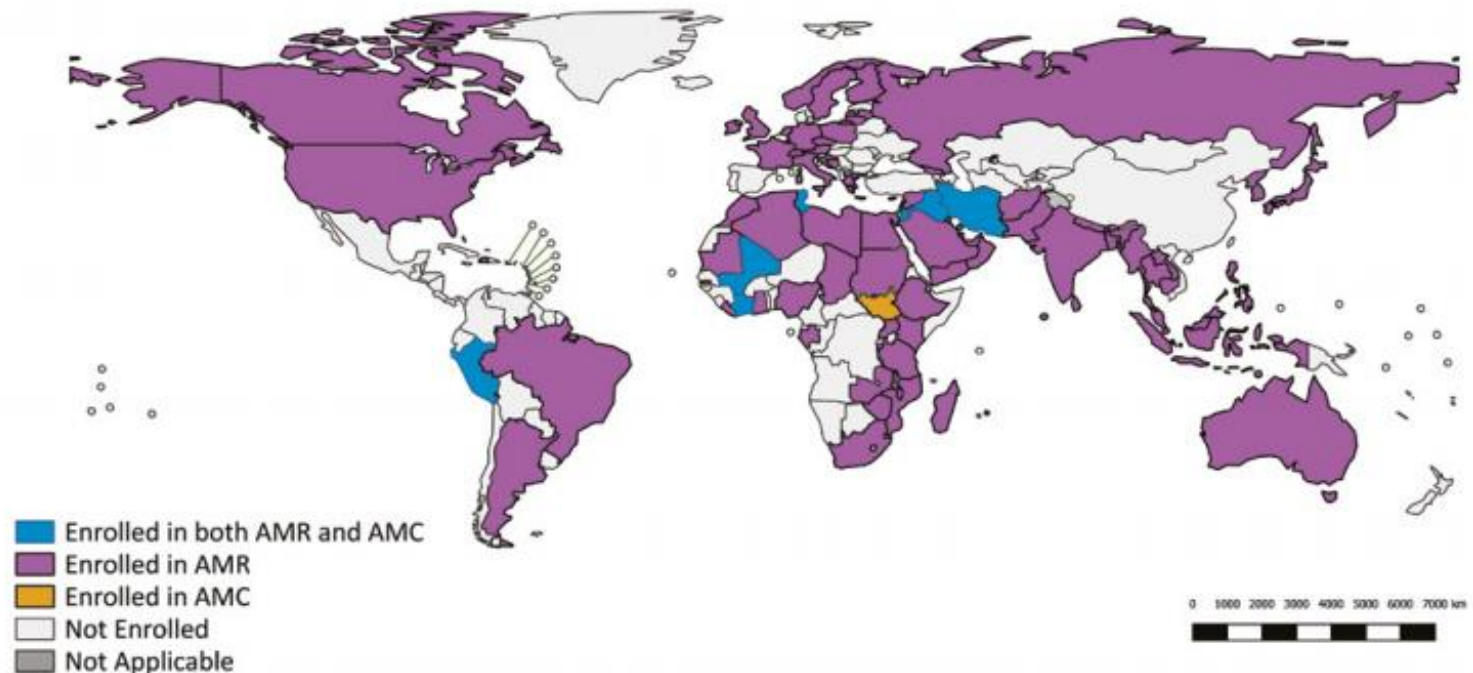 Enrolled in both AMR and AMC
Enrolled in AMR
Enrolled in AMC
Not Enrolled
Not Applicable
0 1000 2000 3000 4000 5000 6000 7000 km